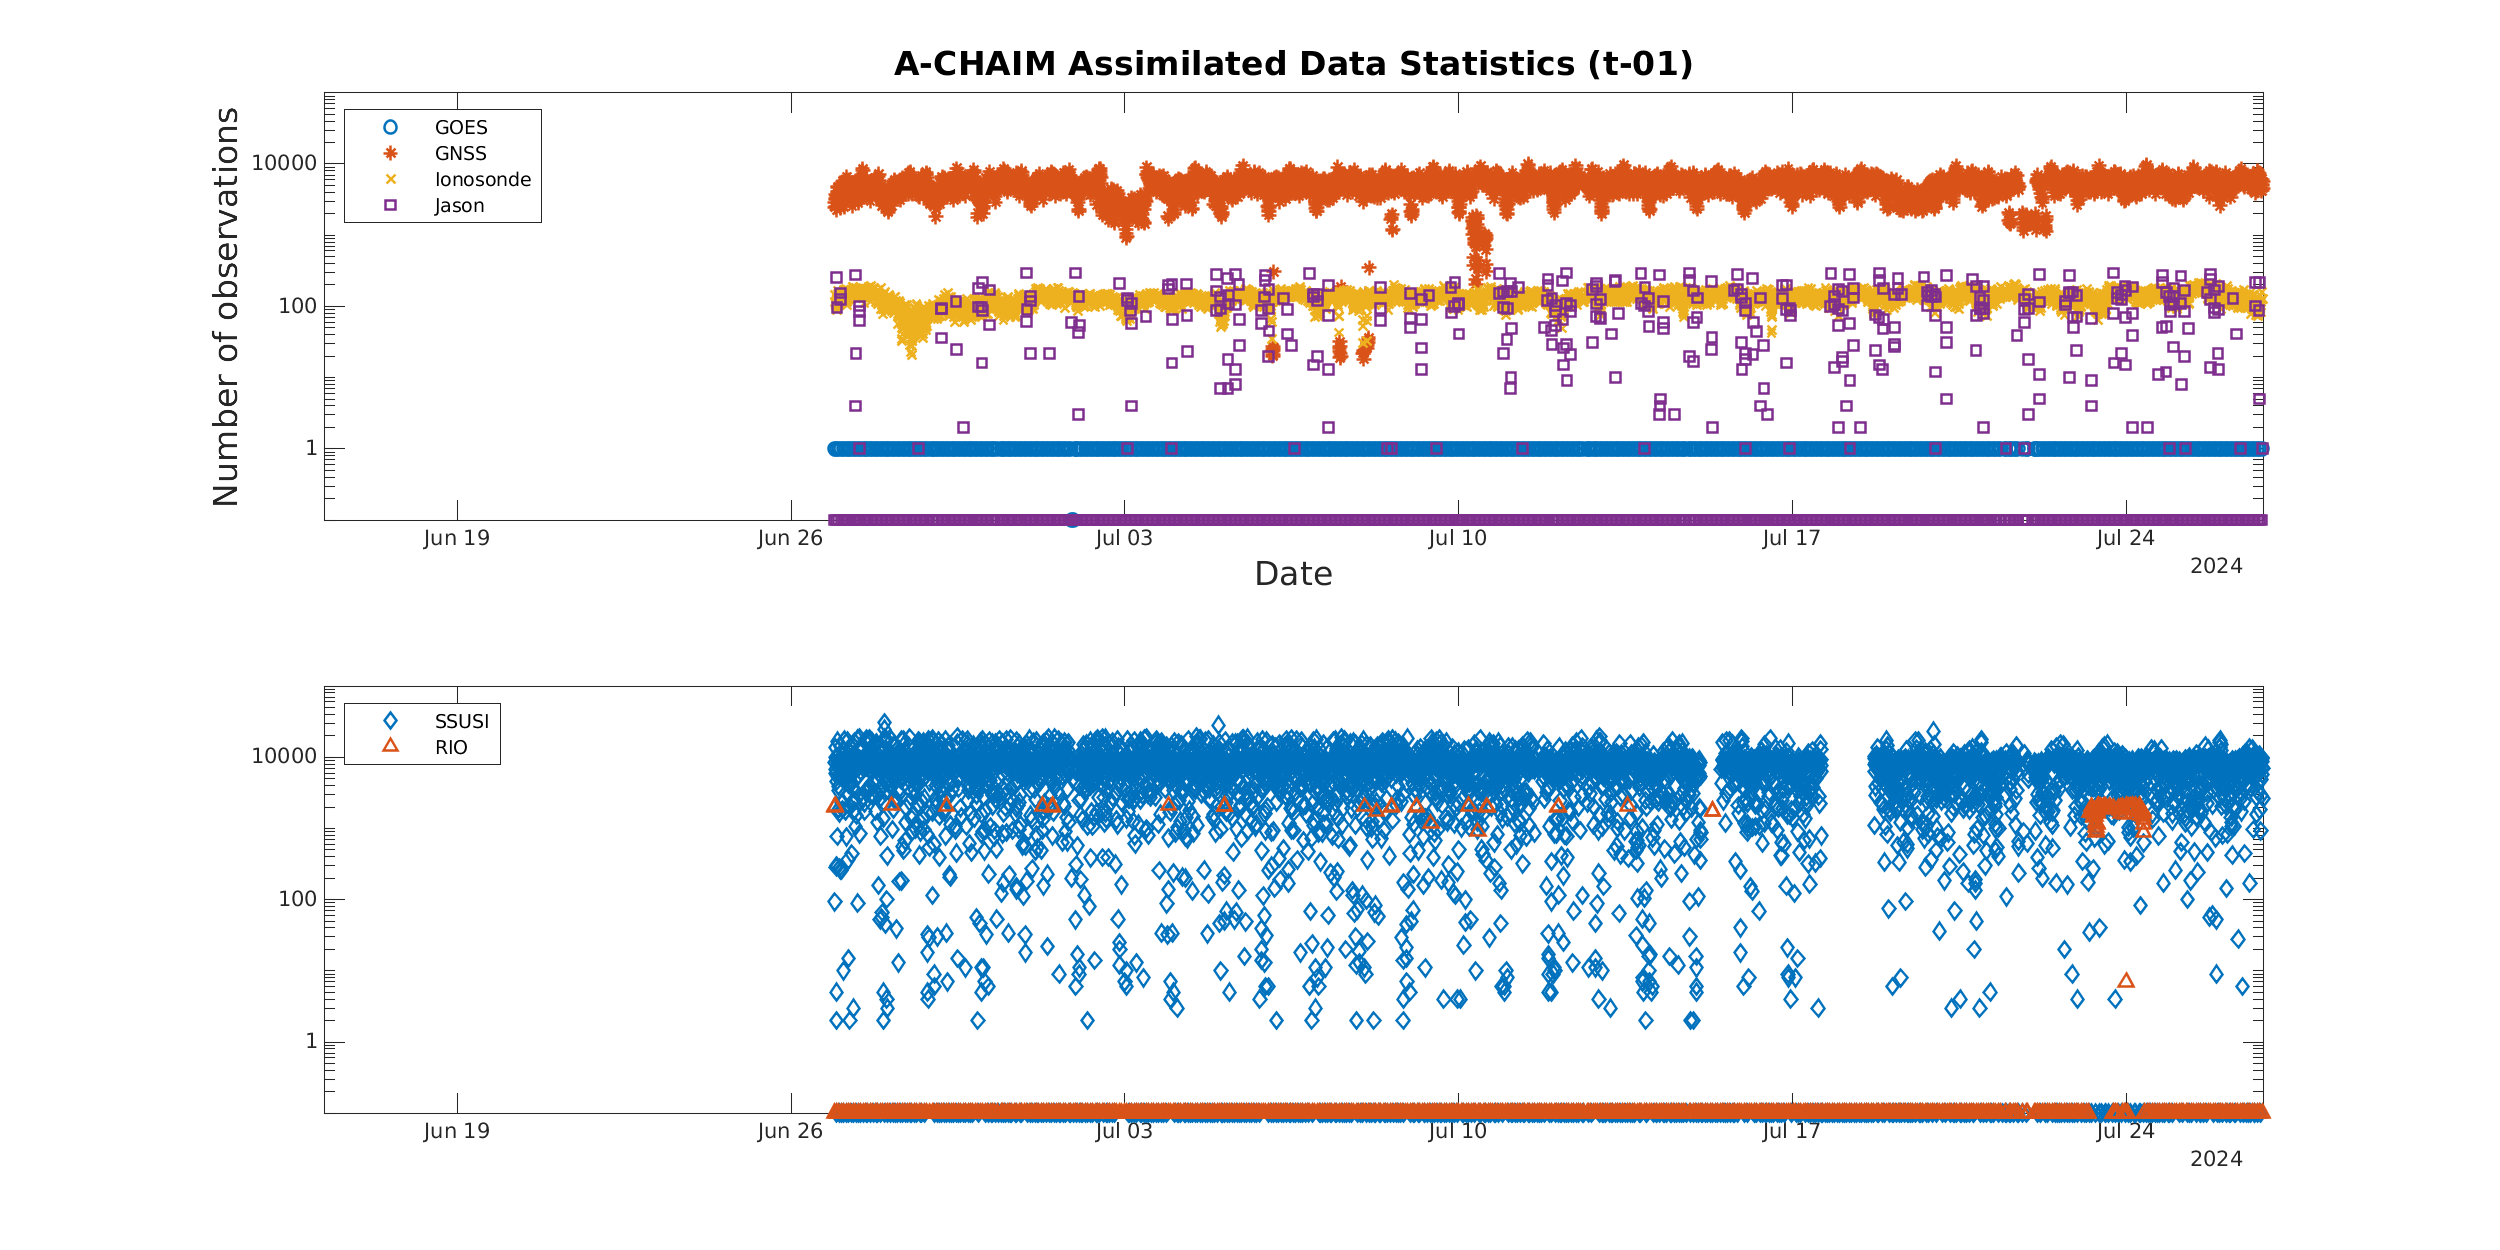 A-CHAIM Assimilated Data Statistics (t-01)
Number of observations
10000
100
1
GOES
GNSS
Ionosonde
Jason
Jun 19
Jun 26
Jul 03
Jul 10
Jul 17
Jul 24
2024
Date
10000
100
1
SSUSI
RIO
Jun 19
Jun 26
Jul 03
Jul 10
Jul 17
Jul 24
2024